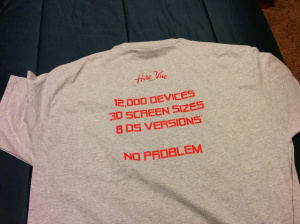 12,000 DEVICES
30 SCREEN SIZES
8 OS VERSIONS
NO PROBLEM